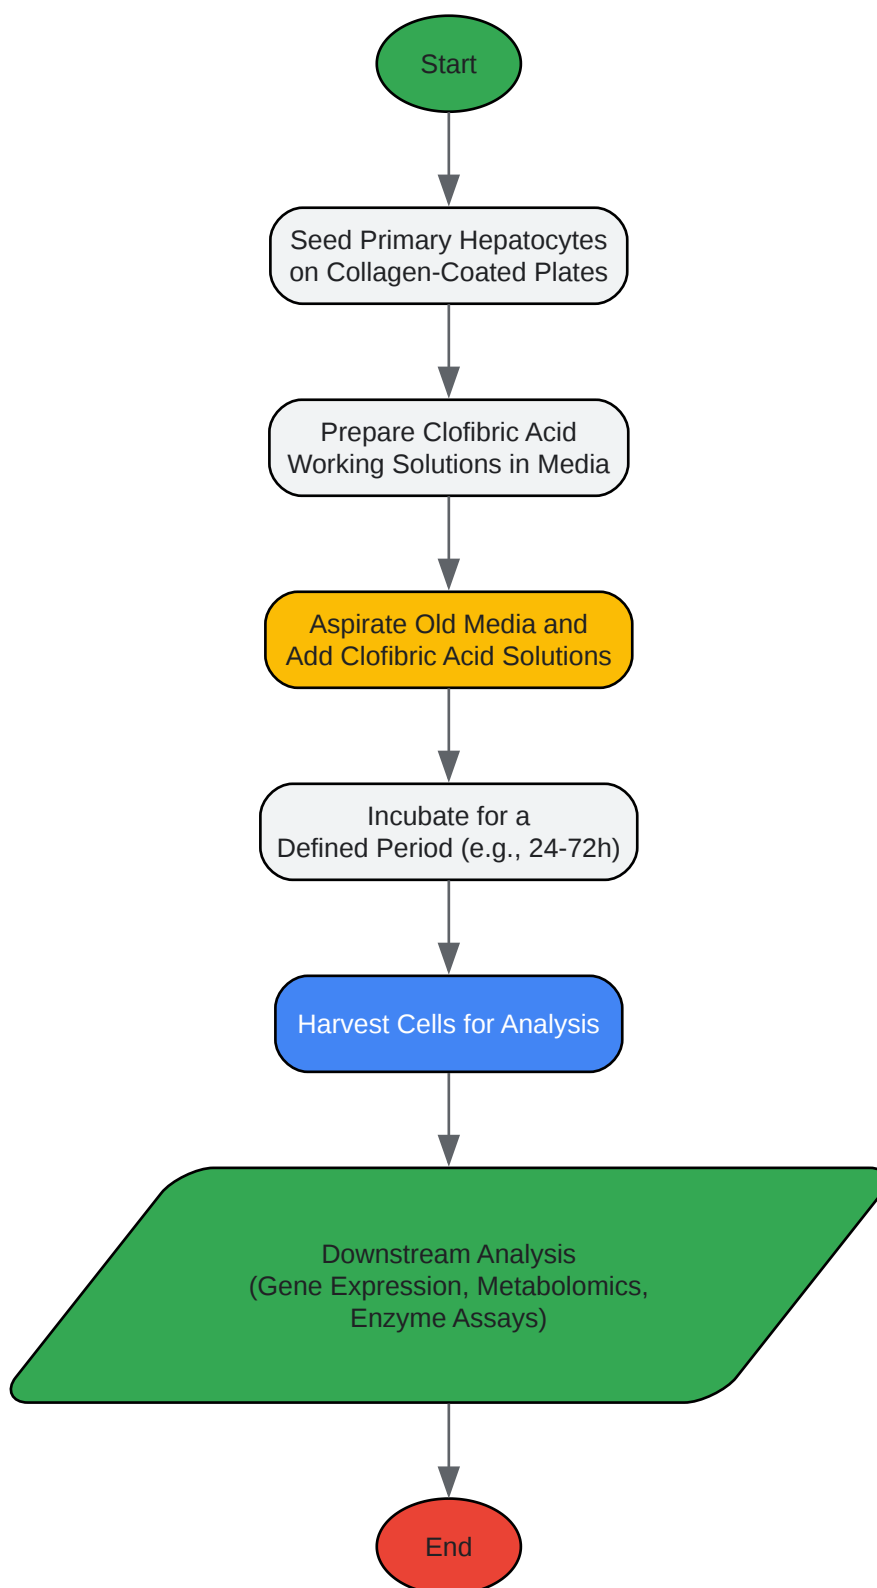 Start
Seed Primary Hepatocytes
on Collagen-Coated Plates
Prepare Clofibric Acid
Working Solutions in Media
Aspirate Old Media and
Add Clofibric Acid Solutions
Incubate for a
Defined Period (e.g., 24-72h)
Harvest Cells for Analysis
Downstream Analysis
(Gene Expression, Metabolomics,
Enzyme Assays)
End